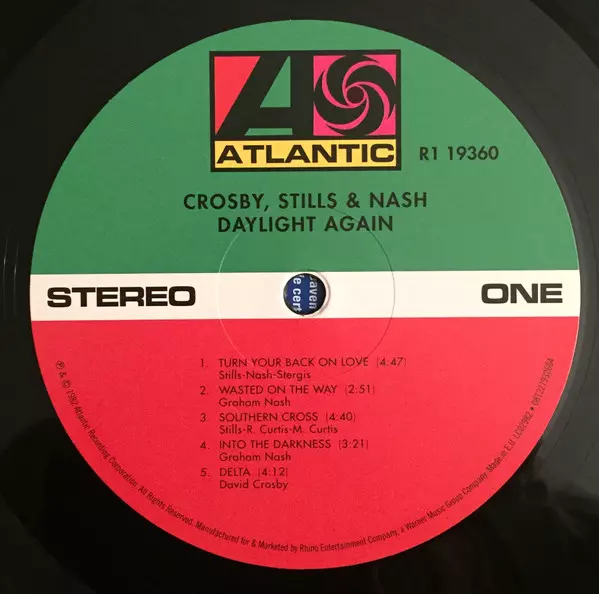 ATLANTIC
R1 19360
CROSBY, STILLS & NASH
DAYLIGHT AGAIN
STEREO
ONE
1. TURN YOUR BACK ON LOVE (4:47)
Stills-Nash-Stergis
2. WASTED ON THE WAY (2:51)
Graham Nash
3. SOUTHERN CROSS (4:40)
Stills-R. Curtis-M. Curtis
4. INTO THE DARKNESS (3:21)
Graham Nash
5. DELTA (4:12)
David Crosby
℗ & © 1982 Atlantic Recording Corporation. All Rights Reserved. Manufactured for & Marketed by Rhino Entertainment Company, a Warner Music Group Company. Made in E.U.